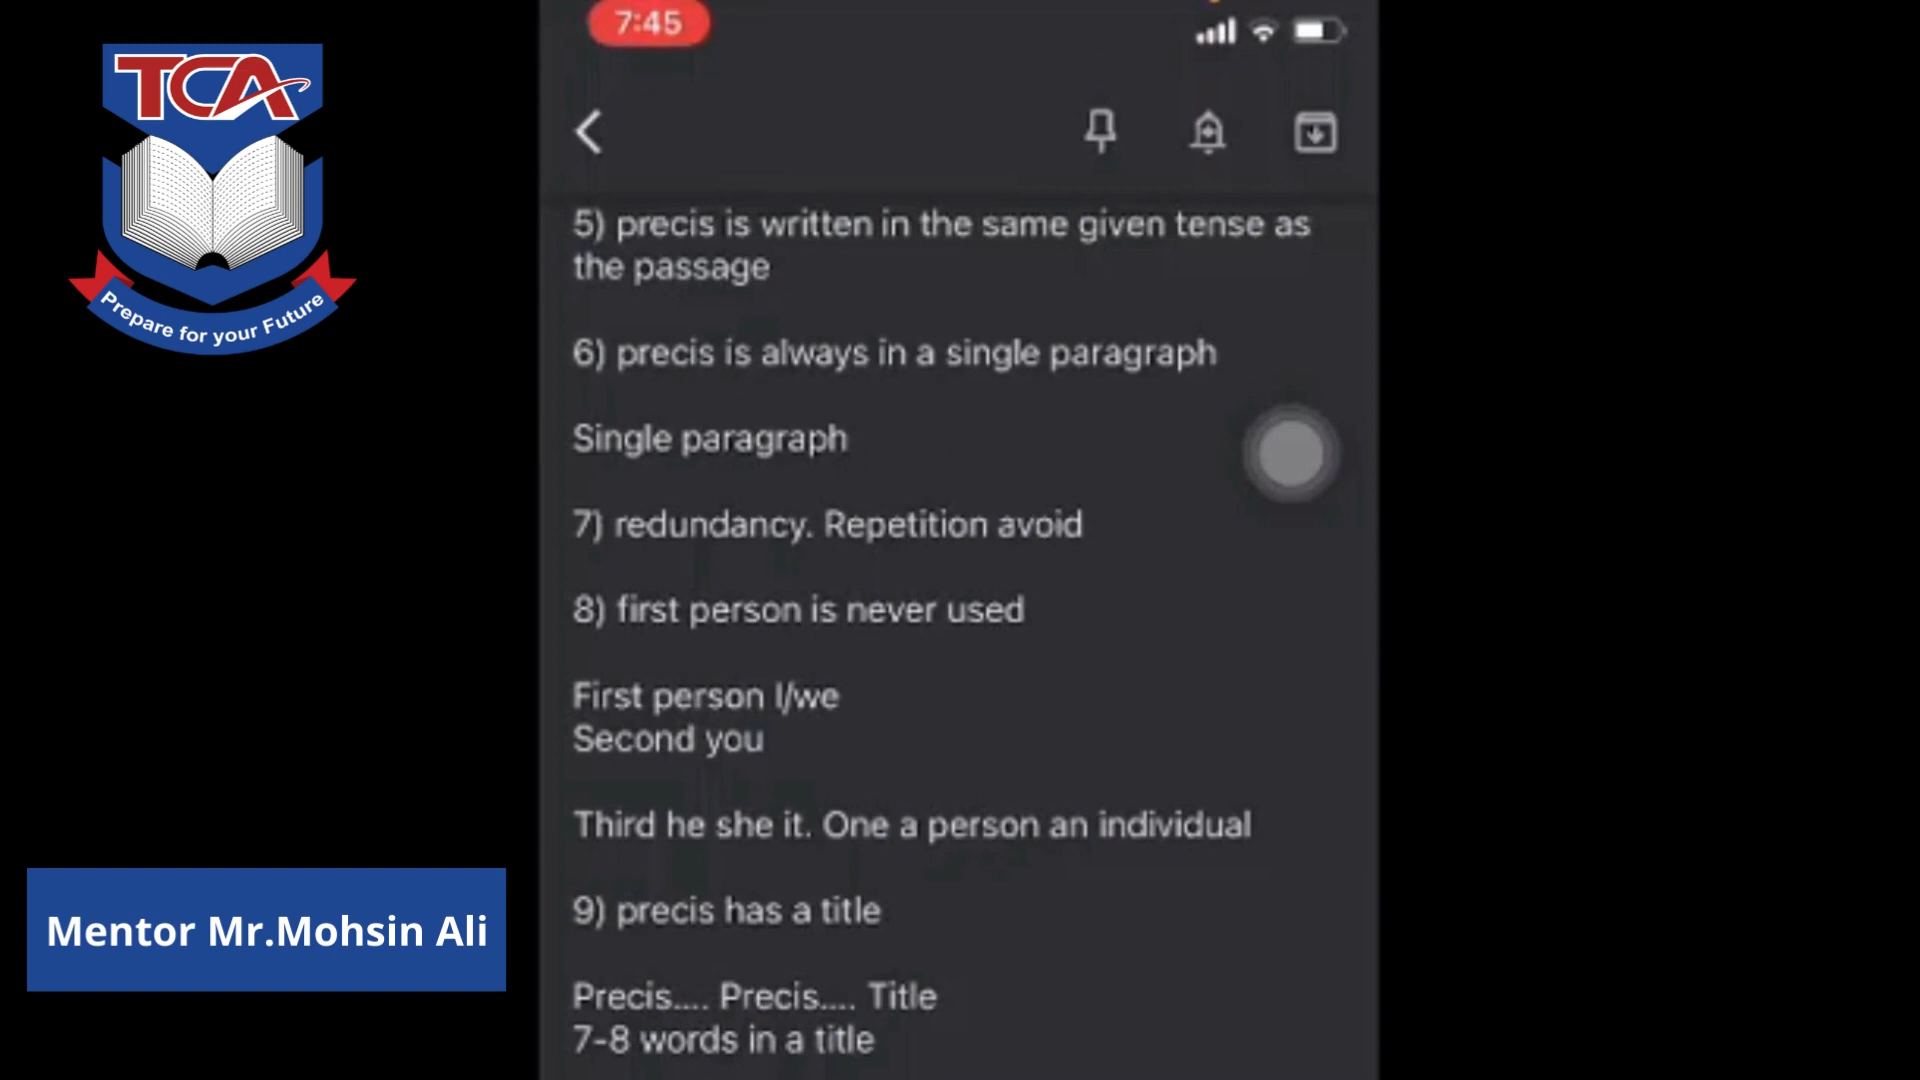 TCA
Prepare for your Future
7:45
5) precis is written in the same given tense as
the passage
6) precis is always in a single paragraph
Single paragraph
7) redundancy. Repetition avoid
8) first person is never used
First person I/we
Second you
Third he she it. One a person an individual
9) precis has a title
Precis.... Precis.... Title
7-8 words in a title
Mentor Mr.Mohsin Ali